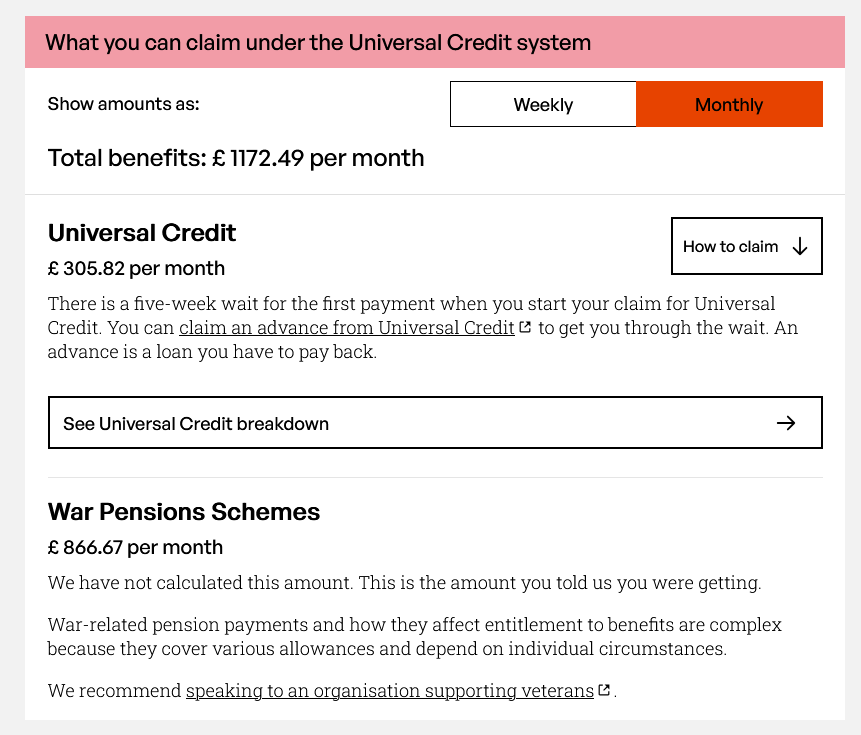 What you can claim under the Universal Credit system
Show amounts as:
Weekly
Monthly
Total benefits: £ 1172.49 per month
Universal Credit
How to claim
£ 305.82 per month
There is a five-week wait for the first payment when you start your claim for Universal
Credit. You can claim an advance from Universal Credit to get you through the wait. An
advance is a loan you have to pay back.
See Universal Credit breakdown
War Pensions Schemes
£ 866.67 per month
We have not calculated this amount. This is the amount you told us you were getting.
War-related pension payments and how they affect entitlement to benefits are complex
because they cover various allowances and depend on individual circumstances.
We recommend speaking to an organisation supporting veterans .